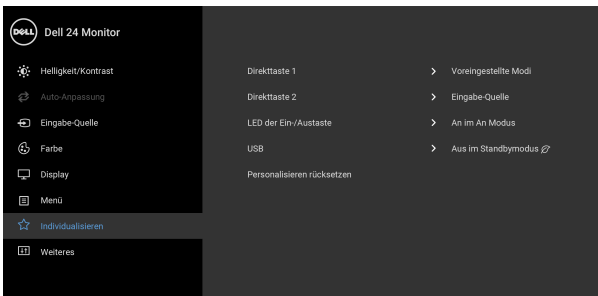 DELL Dell 24 Monitor
Helligkeit/Kontrast
Auto-Anpassung
Eingabe-Quelle
Farbe
Display
Menü
Individualisieren
Weiteres
Direkttaste 1 Voreingestellte Modi
Direkttaste 2 Eingabe-Quelle
LED der Ein-/Austaste An im An Modus
USB Aus im Standbymodus
Personalisieren rücksetzen